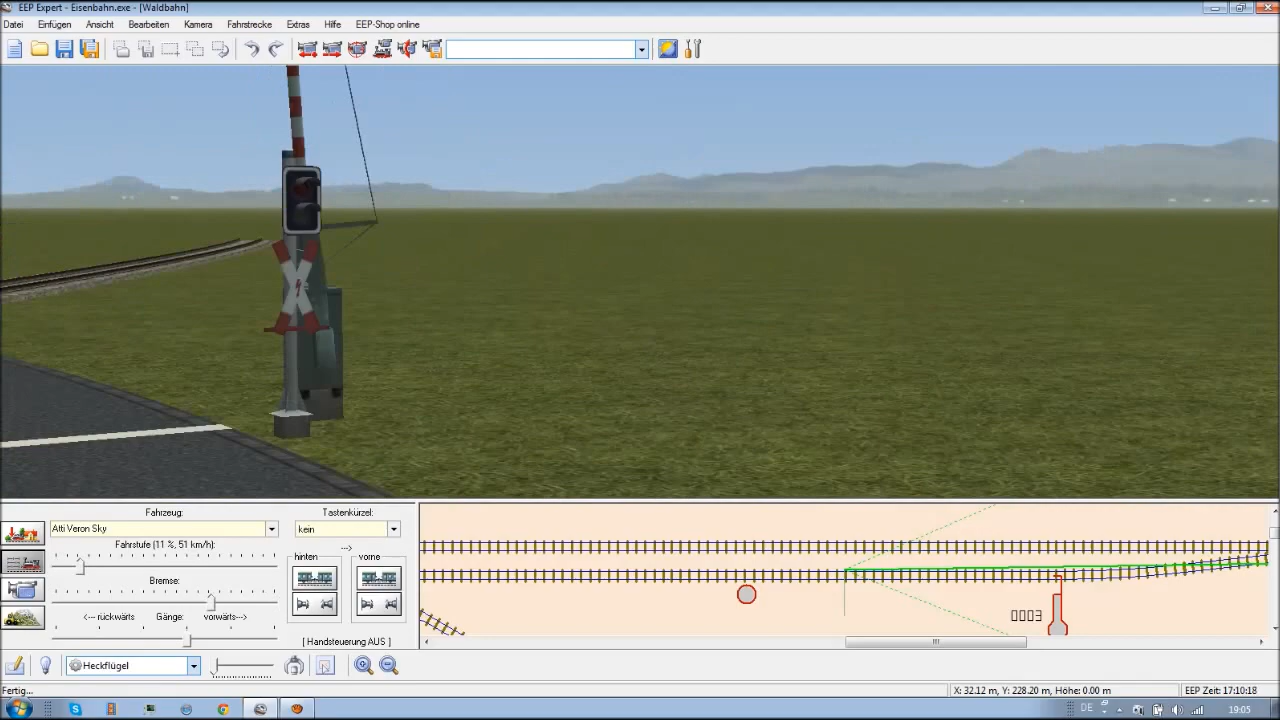 EEP Expert - Eisenbahn.exe - [Waldbahn]
Datei Einfügen Ansicht Bearbeiten Kamera Fahrstrecke Extras Hilfe EEP-Shop online
Fahrzeug: Tastenkürzel:
Atti Veron Sky kein
Fahrstufe (11 %, 51 km/h): --->
hinten vorne
Bremse:
<--- rückwärts Gänge: vorwärts--->
[ Handsteuerung AUS ]
0003
Heckflügel
Fertig... X: 32.12 m, Y: 228.20 m, Höhe: 0.00 m EEP Zeit: 17:10:18
DE 19:05